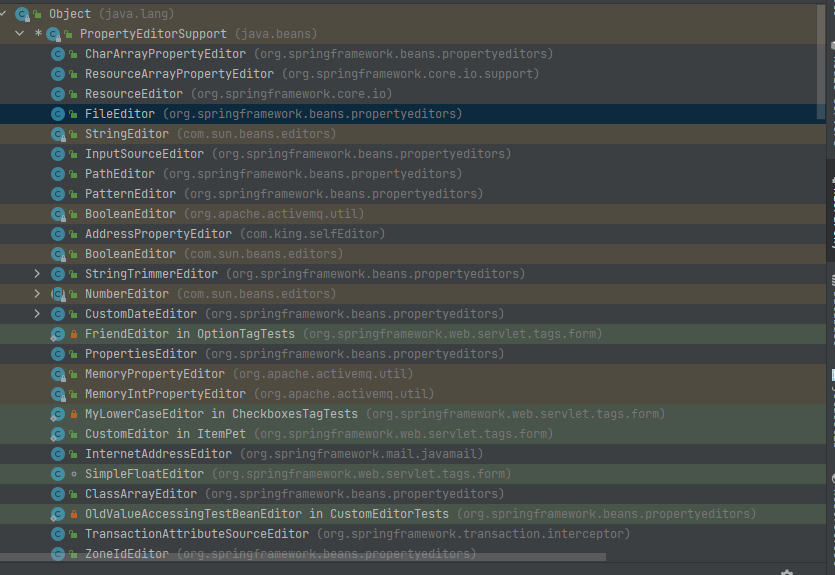 Object (java.lang)
* PropertyEditorSupport (java.beans)
CharArrayPropertyEditor (org.springframework.beans.propertyeditors)
ResourceArrayPropertyEditor (org.springframework.core.io.support)
ResourceEditor (org.springframework.core.io)
FileEditor (org.springframework.beans.propertyeditors)
StringEditor (com.sun.beans.editors)
InputSourceEditor (org.springframework.beans.propertyeditors)
PathEditor (org.springframework.beans.propertyeditors)
PatternEditor (org.springframework.beans.propertyeditors)
BooleanEditor (org.apache.activemq.util)
AddressPropertyEditor (com.king.selfEditor)
BooleanEditor (com.sun.beans.editors)
StringTrimmerEditor (org.springframework.beans.propertyeditors)
NumberEditor (com.sun.beans.editors)
CustomDateEditor (org.springframework.beans.propertyeditors)
FriendEditor in OptionTagTests (org.springframework.web.servlet.tags.form)
PropertiesEditor (org.springframework.beans.propertyeditors)
MemoryPropertyEditor (org.apache.activemq.util)
MemoryIntPropertyEditor (org.apache.activemq.util)
MyLowerCaseEditor in CheckboxesTagTests (org.springframework.web.servlet.tags.form)
CustomEditor in ItemPet (org.springframework.web.servlet.tags.form)
InternetAddressEditor (org.springframework.mail.javamail)
SimpleFloatEditor (org.springframework.web.servlet.tags.form)
ClassArrayEditor (org.springframework.beans.propertyeditors)
OldValueAccessingTestBeanEditor in CustomEditorTests (org.springframework.beans.propertyeditors)
TransactionAttributeSourceEditor (org.springframework.transaction.interceptor)
ZoneIdEditor (org.springframework.beans.propertyeditors)